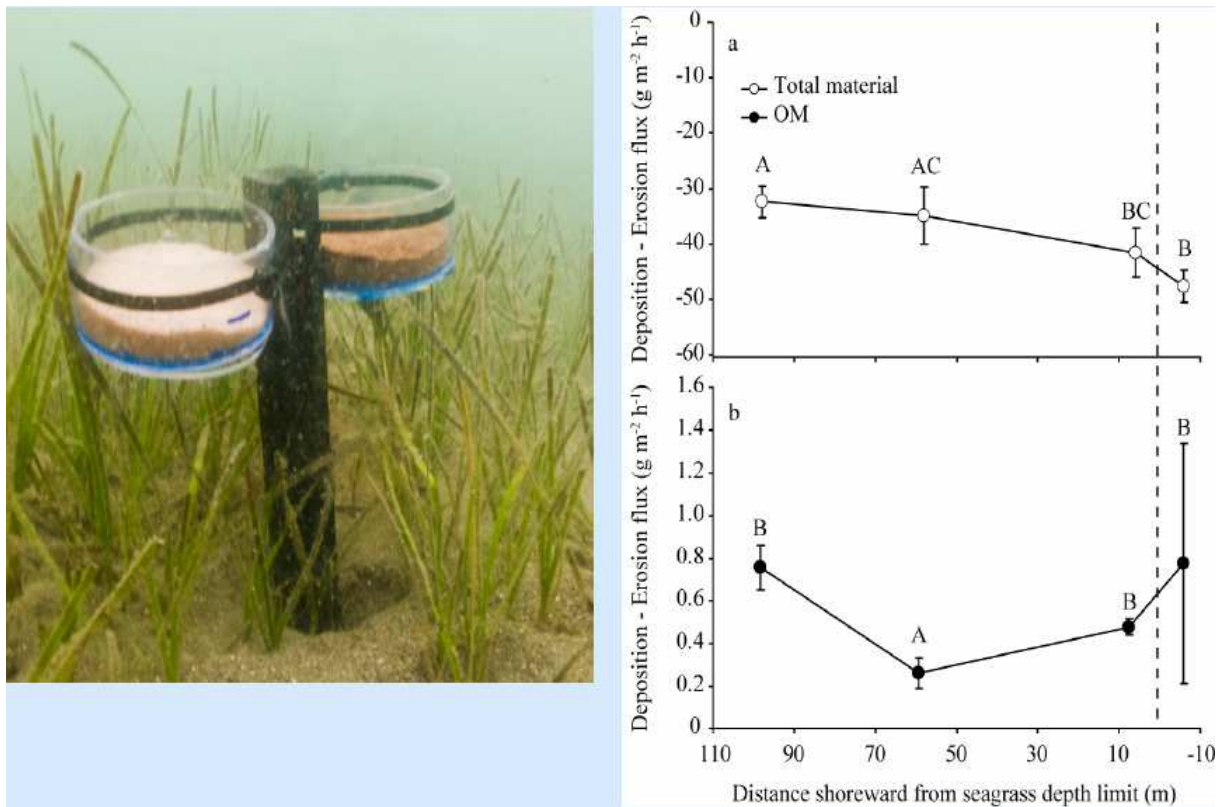 Deposition - Erosion flux (g m⁻² h⁻¹)
a
Total material
OM
A
AC
BC
B
0
-10
-20
-30
-40
-50
-60
Deposition - Erosion flux (g m⁻² h⁻¹)
b
B
A
B
B
1.6
1.4
1.2
1.0
0.8
0.6
0.4
0.2
0
110 90 70 50 30 10 -10
Distance shoreward from seagrass depth limit (m)